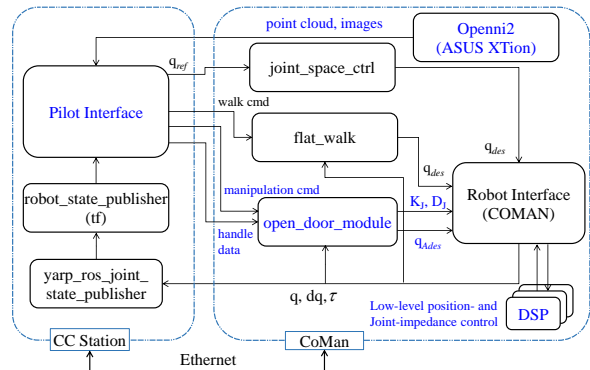 point cloud, images
Openni2
(ASUS XTion)
q_ref
joint_space_ctrl
Pilot Interface
walk cmd
flat_walk
q_des
q_des
Robot Interface
(COMAN)
robot_state_publisher
(tf)
manipulation cmd
K_J, D_J
open_door_module
handle
data
q_Ades
yarp_ros_joint_
state_publisher
q, dq, τ
Low-level position- and
Joint-impedance control
DSP
CC Station
CoMan
Ethernet